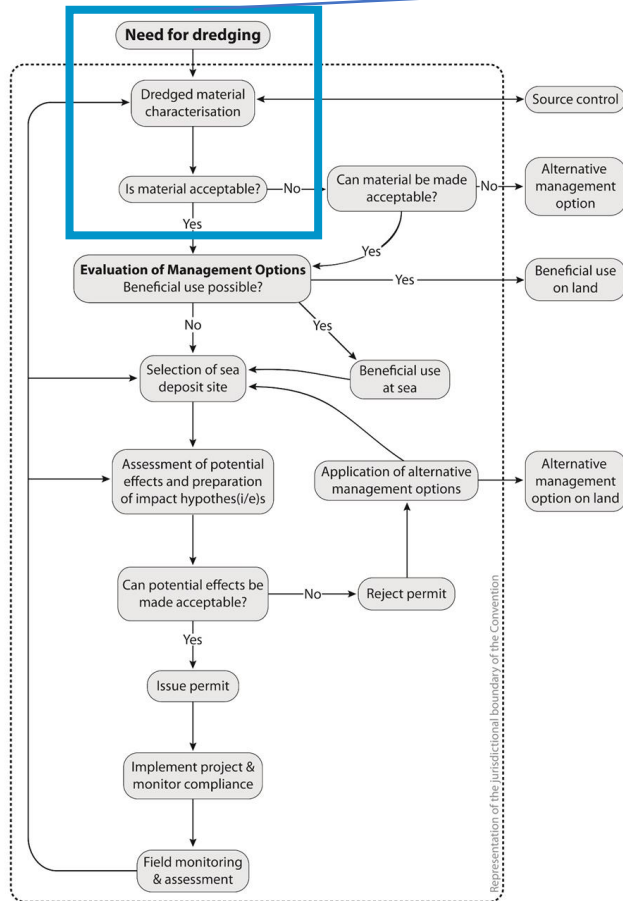 Need for dredging
Dredged material
characterisation
Source control
Is material acceptable?
No
Can material be made
acceptable?
No
Alternative
management
option
Yes
Yes
Evaluation of Management Options
Beneficial use possible?
Yes
Beneficial use
on land
No
Yes
Selection of sea
deposit site
Beneficial use
at sea
Assessment of potential
effects and preparation
of impact hypothes(i/e)s
Application of alternative
management options
Alternative
management
option on land
Can potential effects be
made acceptable?
No
Reject permit
Yes
Issue permit
Implement project &
monitor compliance
Field monitoring
& assessment
Representation of the jurisdictional boundary of the Convention